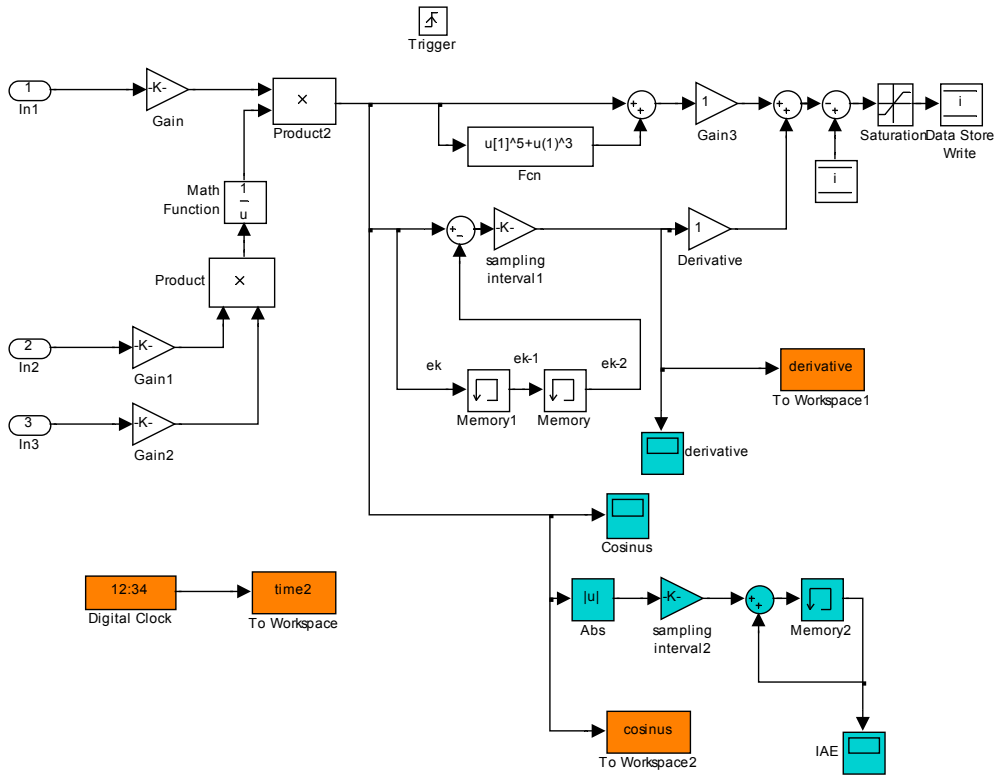 Trigger
1
In1
-K-
Gain
×
Product2
u[1]^5+u(1)^3
Fcn
+
+
1
Gain3
+
+
-
+
Saturation
i
Data Store
Write
i
Math
Function
1
u
Product
×
2
In2
-K-
Gain1
3
In3
-K-
Gain2
+
-
-K-
sampling
interval1
1
Derivative
ek
Memory1
ek-1
Memory
ek-2
derivative
To Workspace1
derivative
Cosinus
12:34
Digital Clock
time2
To Workspace
|u|
Abs
-K-
sampling
interval2
+
+
Memory2
cosinus
To Workspace2
IAE